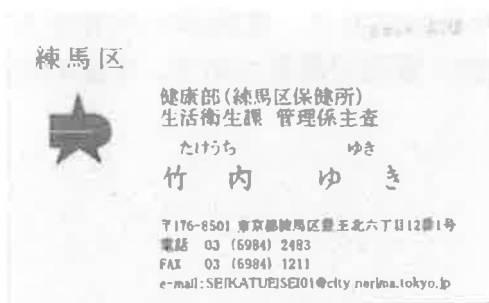 練馬区
健康部(練馬区保健所)
生活衛生課 管理係主査
たけうち ゆき
竹内 ゆき
〒176-8501 東京都練馬区豊玉北六丁目12番1号
電話 03 (5984) 2483
FAX 03 (5984) 1211
e-mail:SEIKATUEISEI01@city.nerima.tokyo.jp